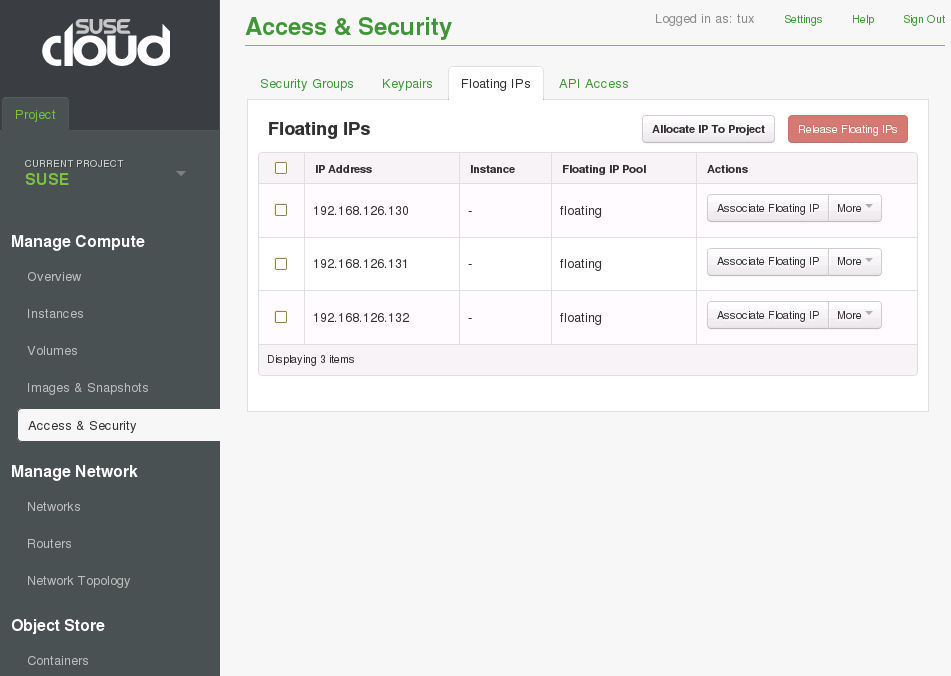 SUSE
cloud
Project
CURRENT PROJECT
SUSE
Manage Compute
Overview
Instances
Volumes
Images & Snapshots
Access & Security
Manage Network
Networks
Routers
Network Topology
Object Store
Containers
Access & Security
Logged in as: tux Settings Help Sign Out
Security Groups Keypairs Floating IPs API Access
Floating IPs Allocate IP To Project Release Floating IPs
IP Address Instance Floating IP Pool Actions
192.168.126.130 - floating Associate Floating IP More
192.168.126.131 - floating Associate Floating IP More
192.168.126.132 - floating Associate Floating IP More
Displaying 3 items